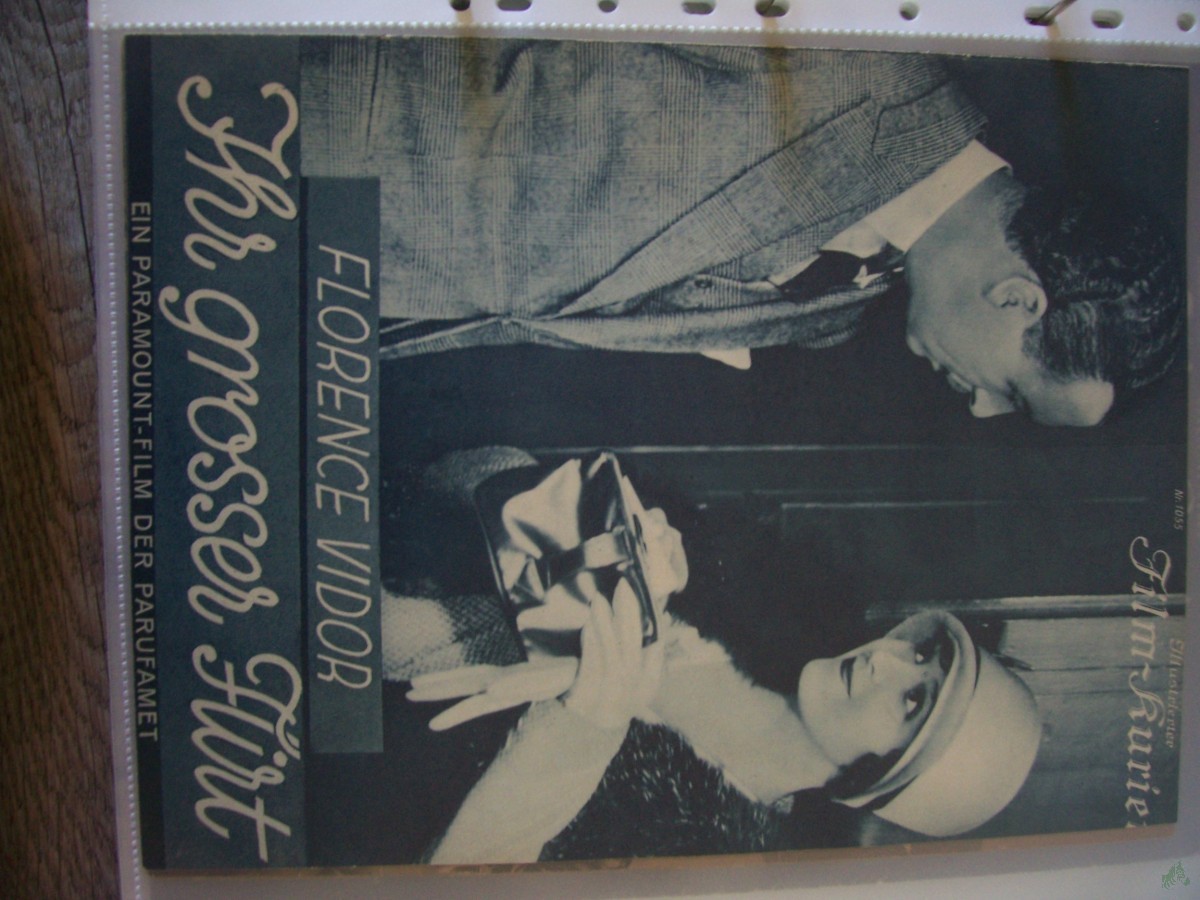 Nr. 1055
Illustrierter
Film-Kurier
FLORENCE VIDOR
Ihr grosser Flirt
EIN PARAMOUNT-FILM DER PARUFAMET